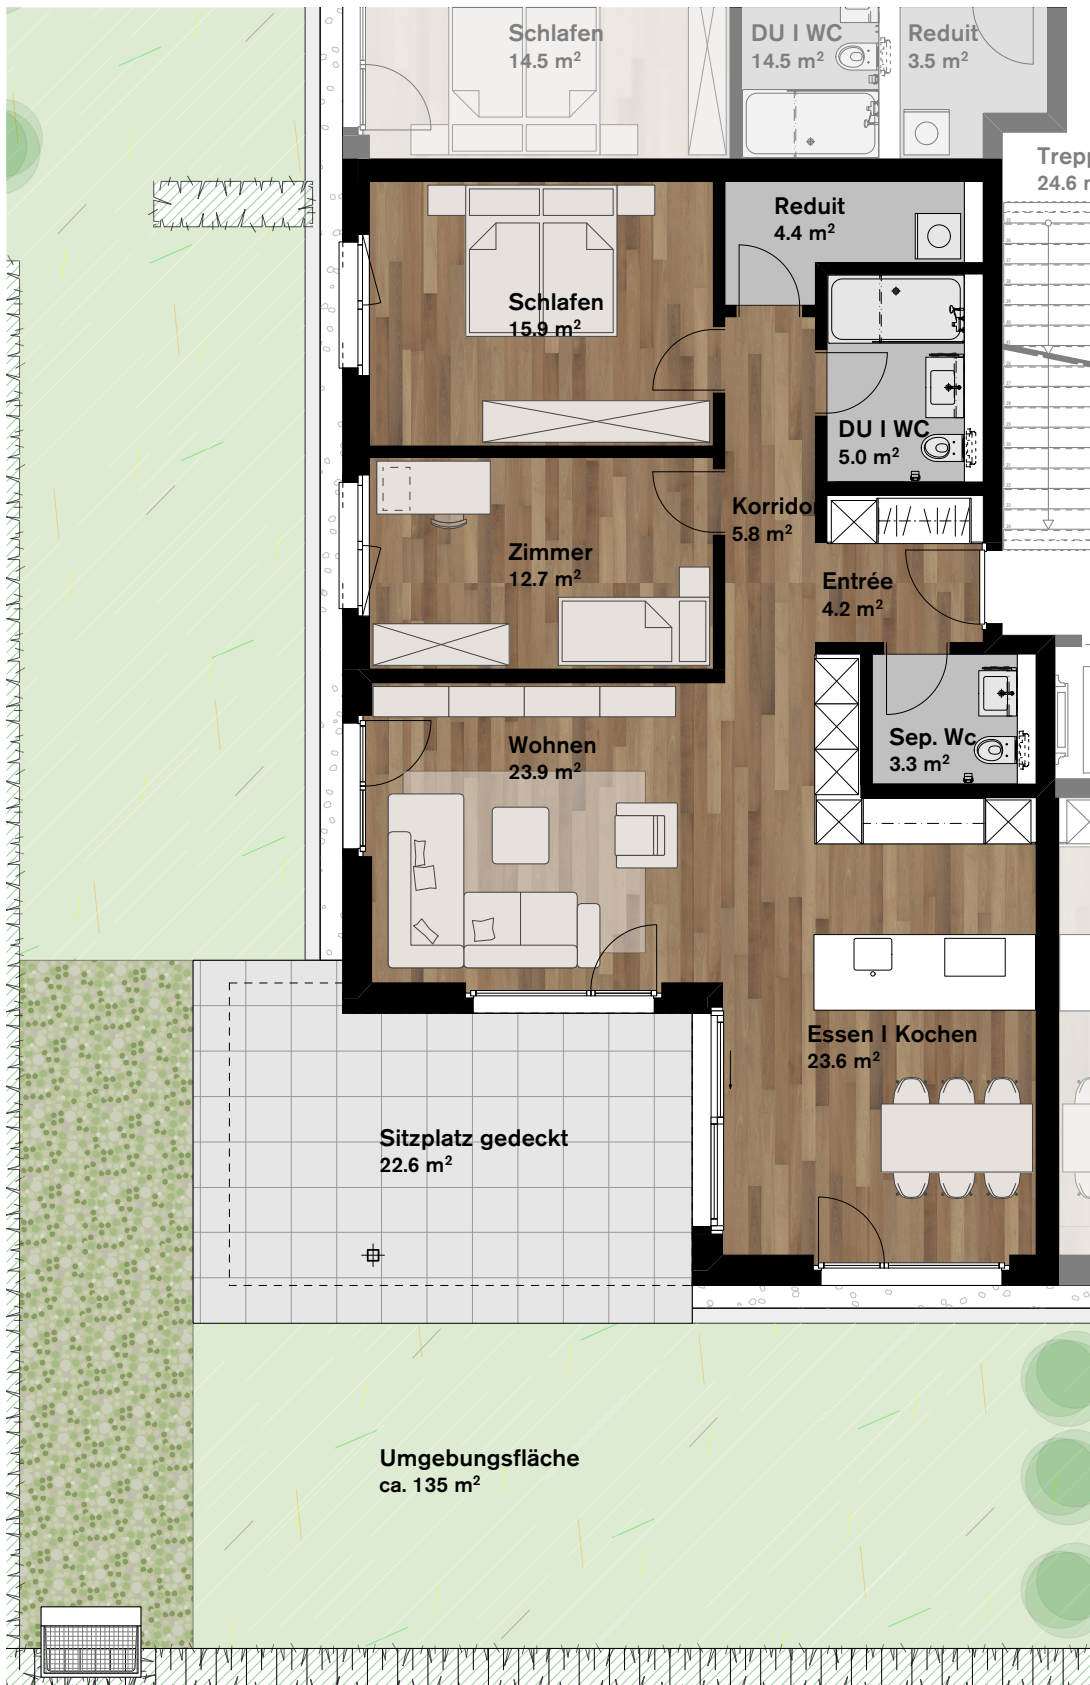 Schlafen
14.5 m²
DU I WC
14.5 m²
Reduit
3.5 m²
24.6
Reduit
4.4 m²
Schlafen
15.9 m²
DU I WC
5.0 m²
Korridor
5.8 m²
Zimmer
12.7 m²
Entrée
4.2 m²
Wohnen
23.9 m²
Sep. Wc
3.3 m²
Essen I Kochen
23.6 m²
Sitzplatz gedeckt
22.6 m²
Umgebungsfläche
ca. 135 m²